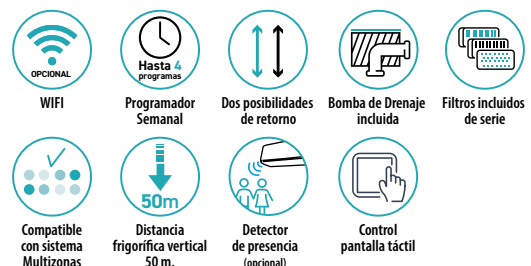 OPCIONAL
WIFI
Hasta 4
programas
Programador
Semanal
Dos posibilidades
de retorno
Bomba de Drenaje
incluida
Filtros incluidos
de serie
Compatible
con sistema
Multizonas
50m
Distancia
frigorífica vertical
50 m.
Detector
de presencia
(opcional)
Control
pantalla táctil